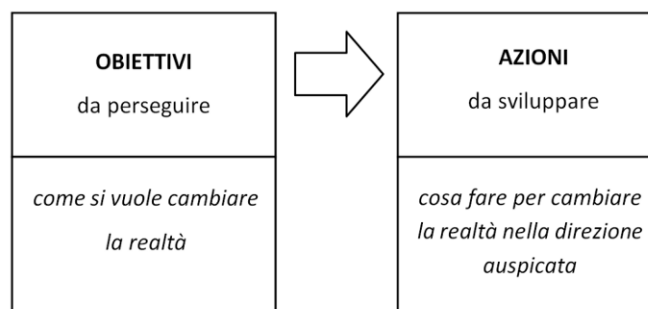 OBIETTIVI
da perseguire
come si vuole cambiare
la realtà
AZIONI
da sviluppare
cosa fare per cambiare
la realtà nella direzione
auspicata